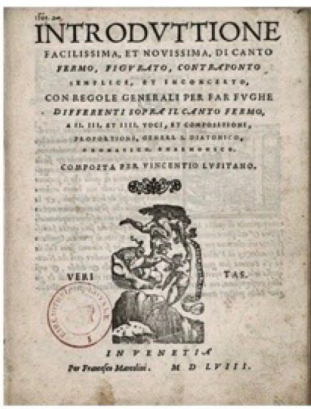 INTRODVTTIONE
FACILISSIMA, ET NOVISSIMA, DI CANTO
FERMO, FIGVRATO, CONTRAPONTO
SEMPLICE, ET INCONCERTO,
CON REGOLE GENERALI PER FAR FVGHE
DIFFERENTI SOPRA IL CANTO FERMO,
A II. III. ET IIII. VOCI, ET COMPOSITIONI,
PROPORTIONI, GENERI. S. DIATONICO,
CROMATICO, ENARMONICO,
COMPOSTA PER VINCENTIO LVSITANO.
VERI TAS.
IN VENETIA
Per Francesco Marcolini. M D LVIII.